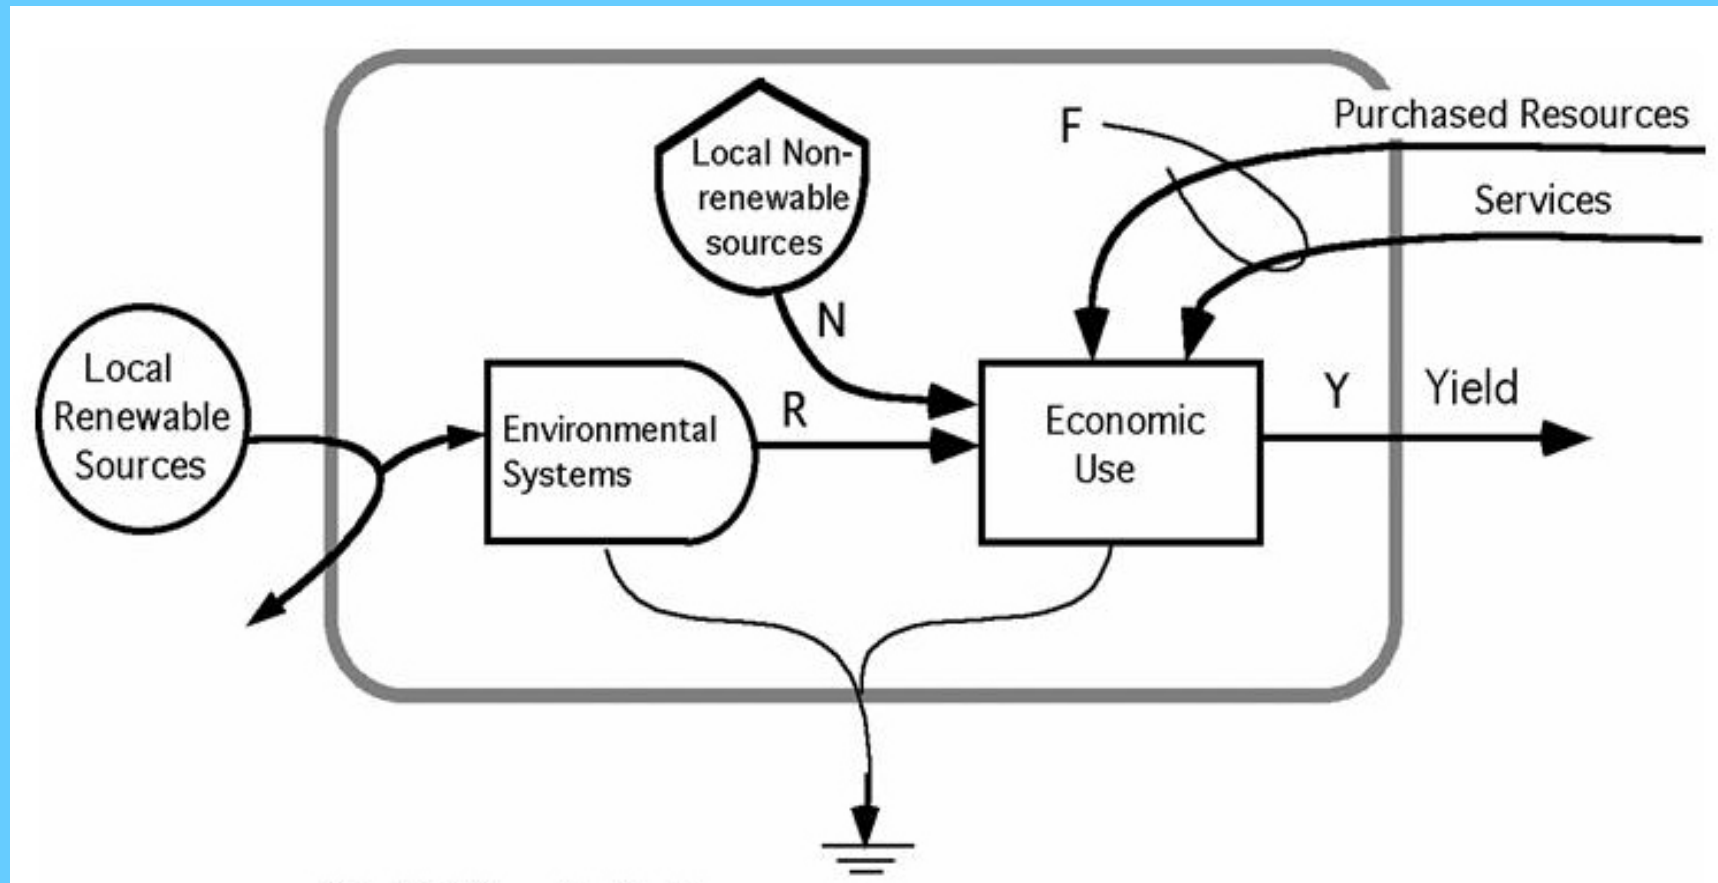 Local Non-
renewable
sources
F
Purchased Resources
Services
N
Local
Renewable
Sources
Environmental
Systems
R
Economic
Use
Y
Yield